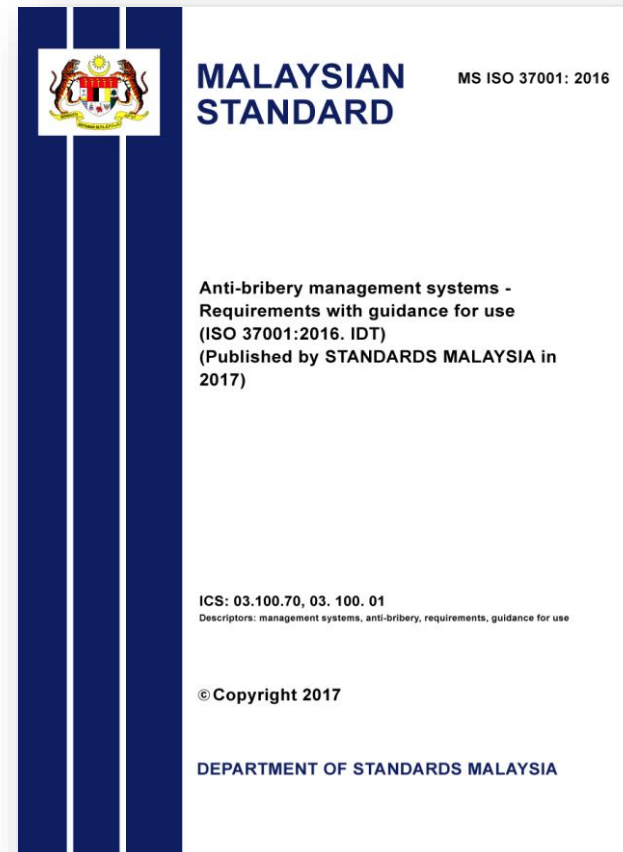 MALAYSIAN
STANDARD
MS ISO 37001: 2016
Anti-bribery management systems -
Requirements with guidance for use
(ISO 37001:2016. IDT)
(Published by STANDARDS MALAYSIA in
2017)
ICS: 03.100.70, 03. 100. 01
Descriptors: management systems, anti-bribery, requirements, guidance for use
©Copyright 2017
DEPARTMENT OF STANDARDS MALAYSIA